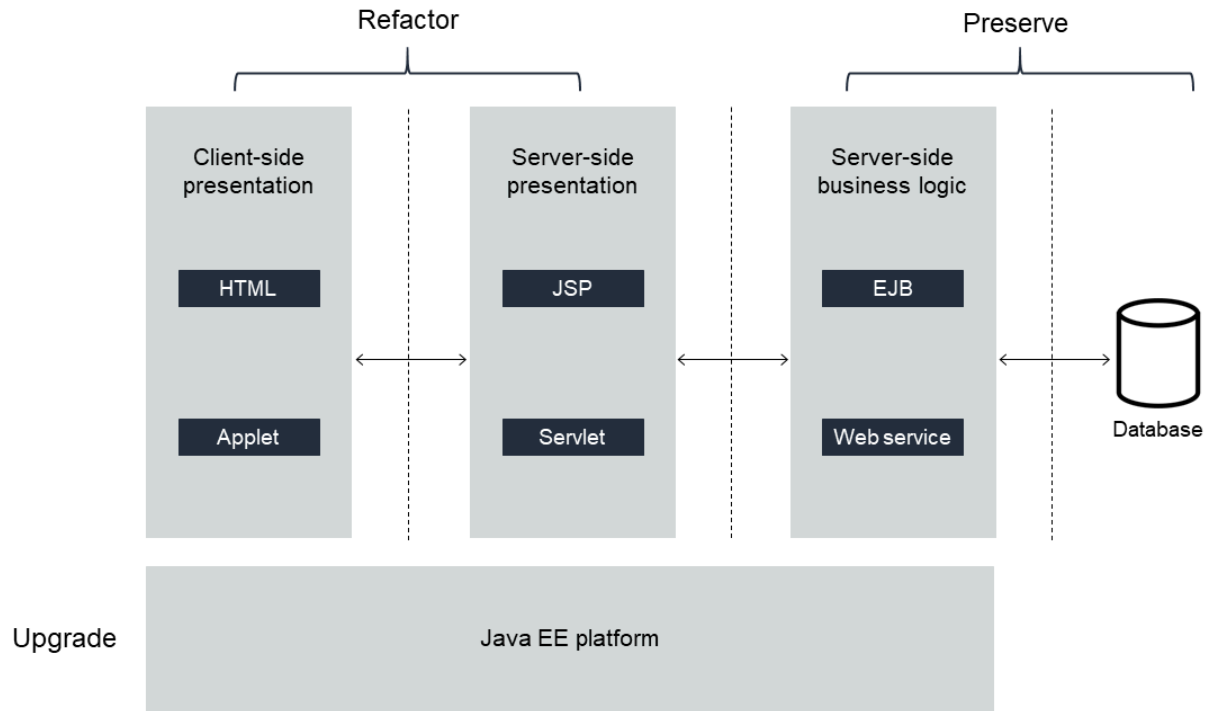 Refactor
Preserve
Client-side
presentation
Server-side
presentation
Server-side
business logic
HTML
JSP
EJB
Applet
Servlet
Web service
Database
Upgrade
Java EE platform